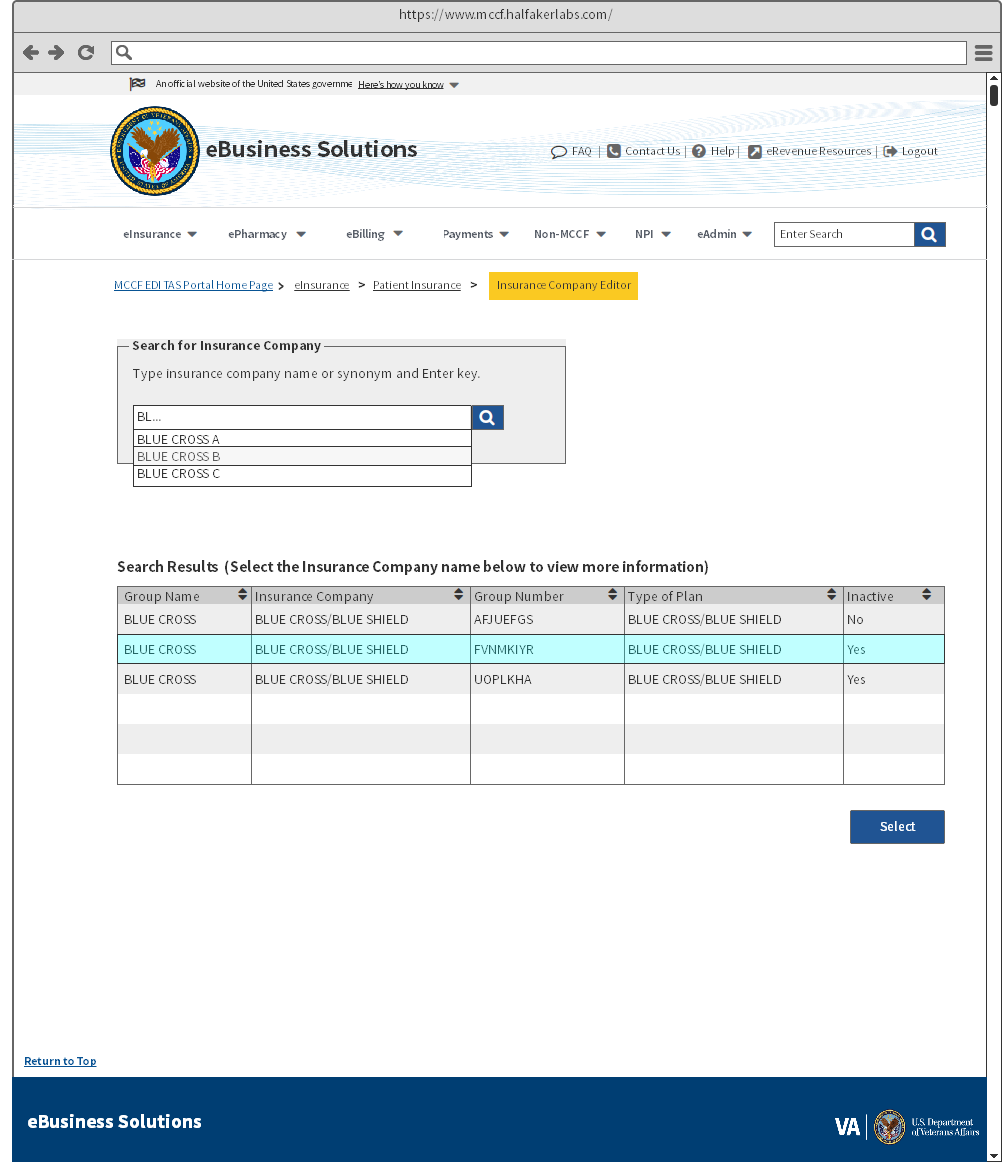 https://www.mccf.halfakerlabs.com/
An official website of the United States governme Here's how you know
eBusiness Solutions
FAQ | Contact Us | Help | eRevenue Resources | Logout
eInsurance ePharmacy eBilling Payments Non-MCCF NPI eAdmin Enter Search
MCCF EDI TAS Portal Home Page > eInsurance > Patient Insurance > Insurance Company Editor
Search for Insurance Company
Type insurance company name or synonym and Enter key.
BL...
BLUE CROSS A
BLUE CROSS B
BLUE CROSS C
Search Results (Select the Insurance Company name below to view more information)
Group Name Insurance Company Group Number Type of Plan Inactive
BLUE CROSS BLUE CROSS/BLUE SHIELD AFJUEFGS BLUE CROSS/BLUE SHIELD No
BLUE CROSS BLUE CROSS/BLUE SHIELD FVNMKIYR BLUE CROSS/BLUE SHIELD Yes
BLUE CROSS BLUE CROSS/BLUE SHIELD UOPLKHA BLUE CROSS/BLUE SHIELD Yes
Select
Return to Top
eBusiness Solutions
VA
U.S. Department
of Veterans Affairs